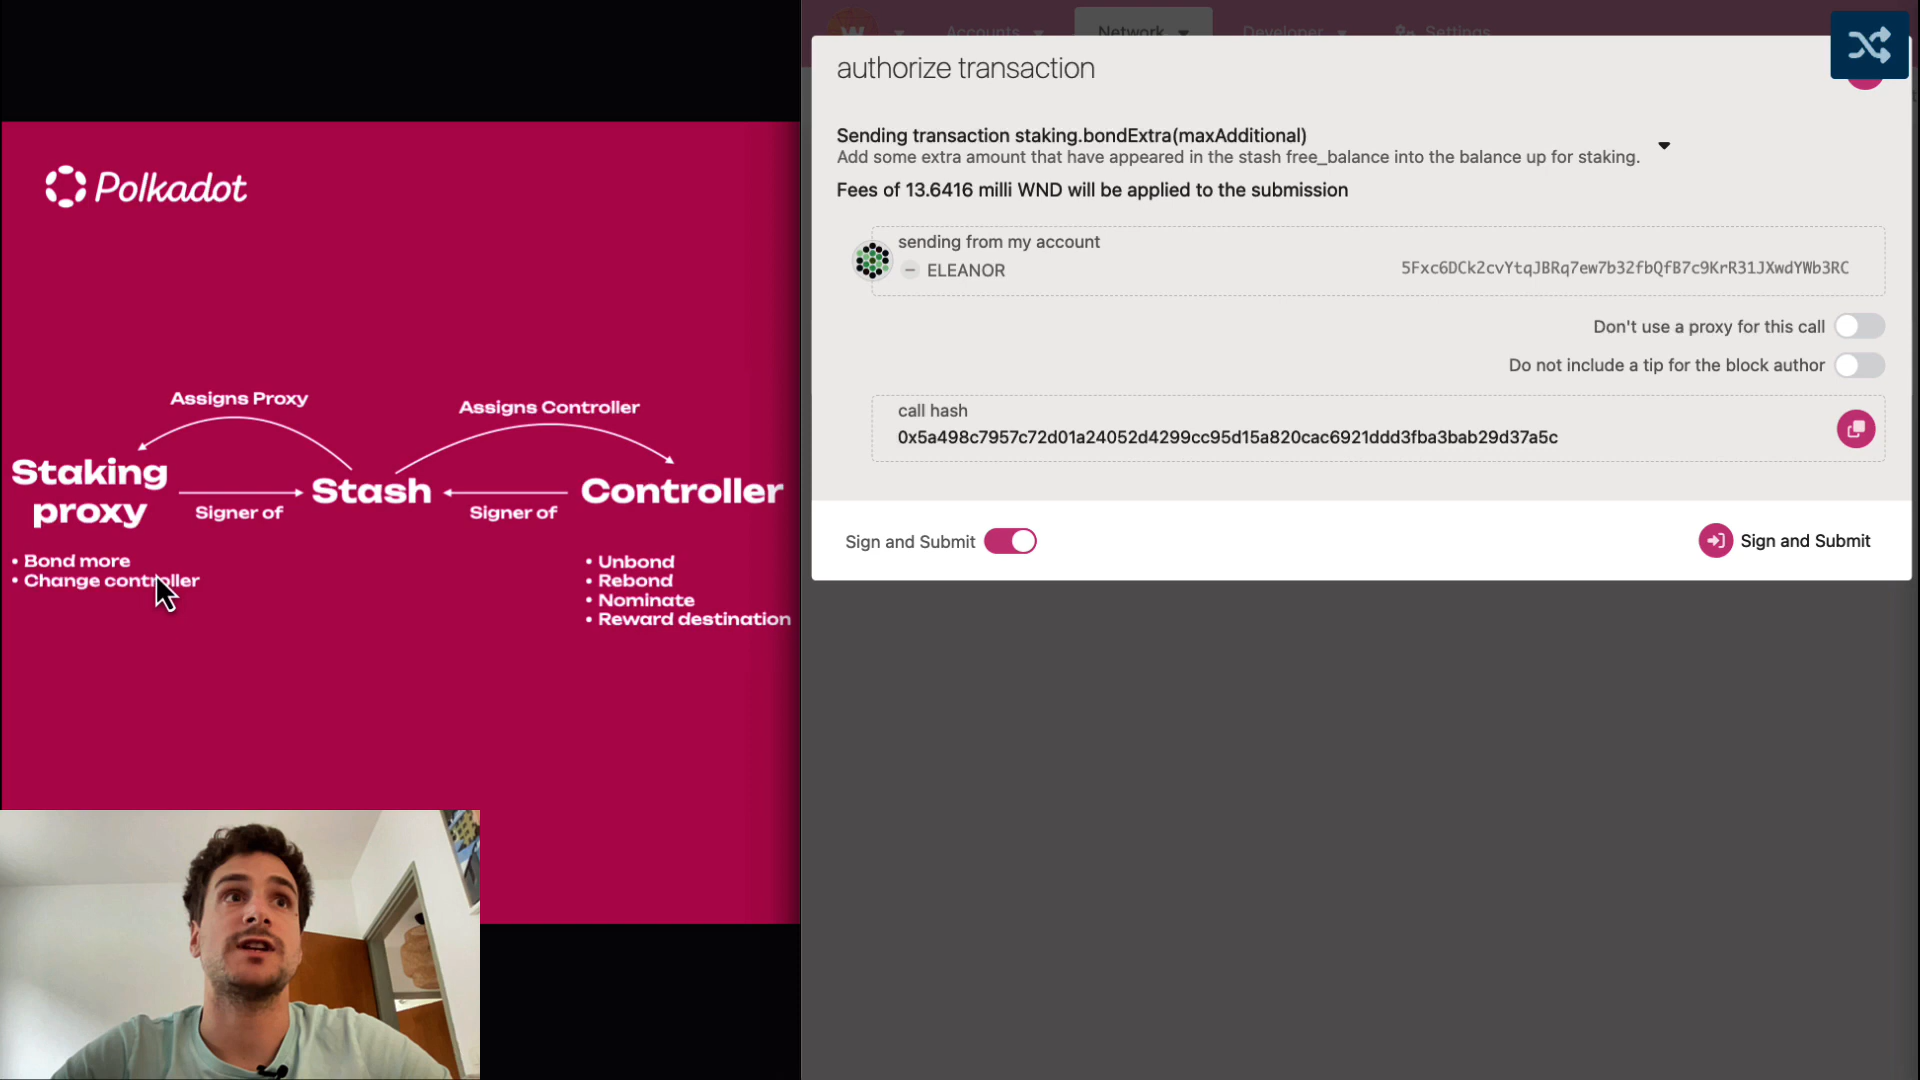 Polkadot
Assigns Proxy
Assigns Controller
Staking proxy
Signer of
Stash
Signer of
Controller
• Bond more
• Change controller
• Unbond
• Rebond
• Nominate
• Reward destination
Accounts
Network
Developer
Settings
authorize transaction
Sending transaction staking.bondExtra(maxAdditional)
Add some extra amount that have appeared in the stash free_balance into the balance up for staking.
Fees of 13.6416 milli WND will be applied to the submission
sending from my account
ELEANOR
5Fxc6DCk2cvYtqJBRq7ew7b32fbQfB7c9KrR31JXwdYWb3RC
Don't use a proxy for this call
Do not include a tip for the block author
call hash
0x5a498c7957c72d01a24052d4299cc95d15a820cac6921ddd3fba3bab29d37a5c
Sign and Submit
Sign and Submit